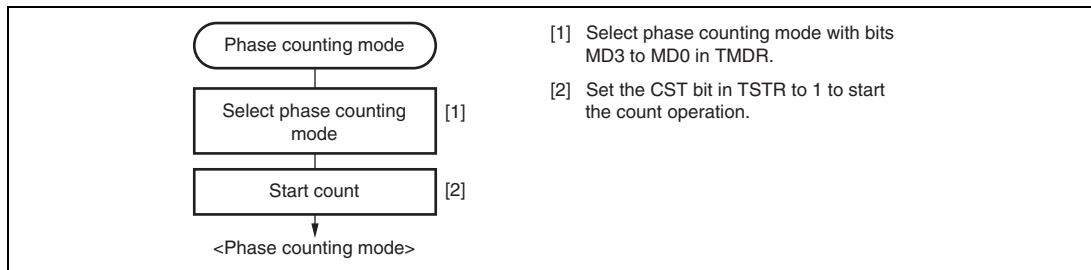 Phase counting mode
Select phase counting
mode
[1]
Start count
[2]
<Phase counting mode>
[1] Select phase counting mode with bits
MD3 to MD0 in TMDR.
[2] Set the CST bit in TSTR to 1 to start
the count operation.